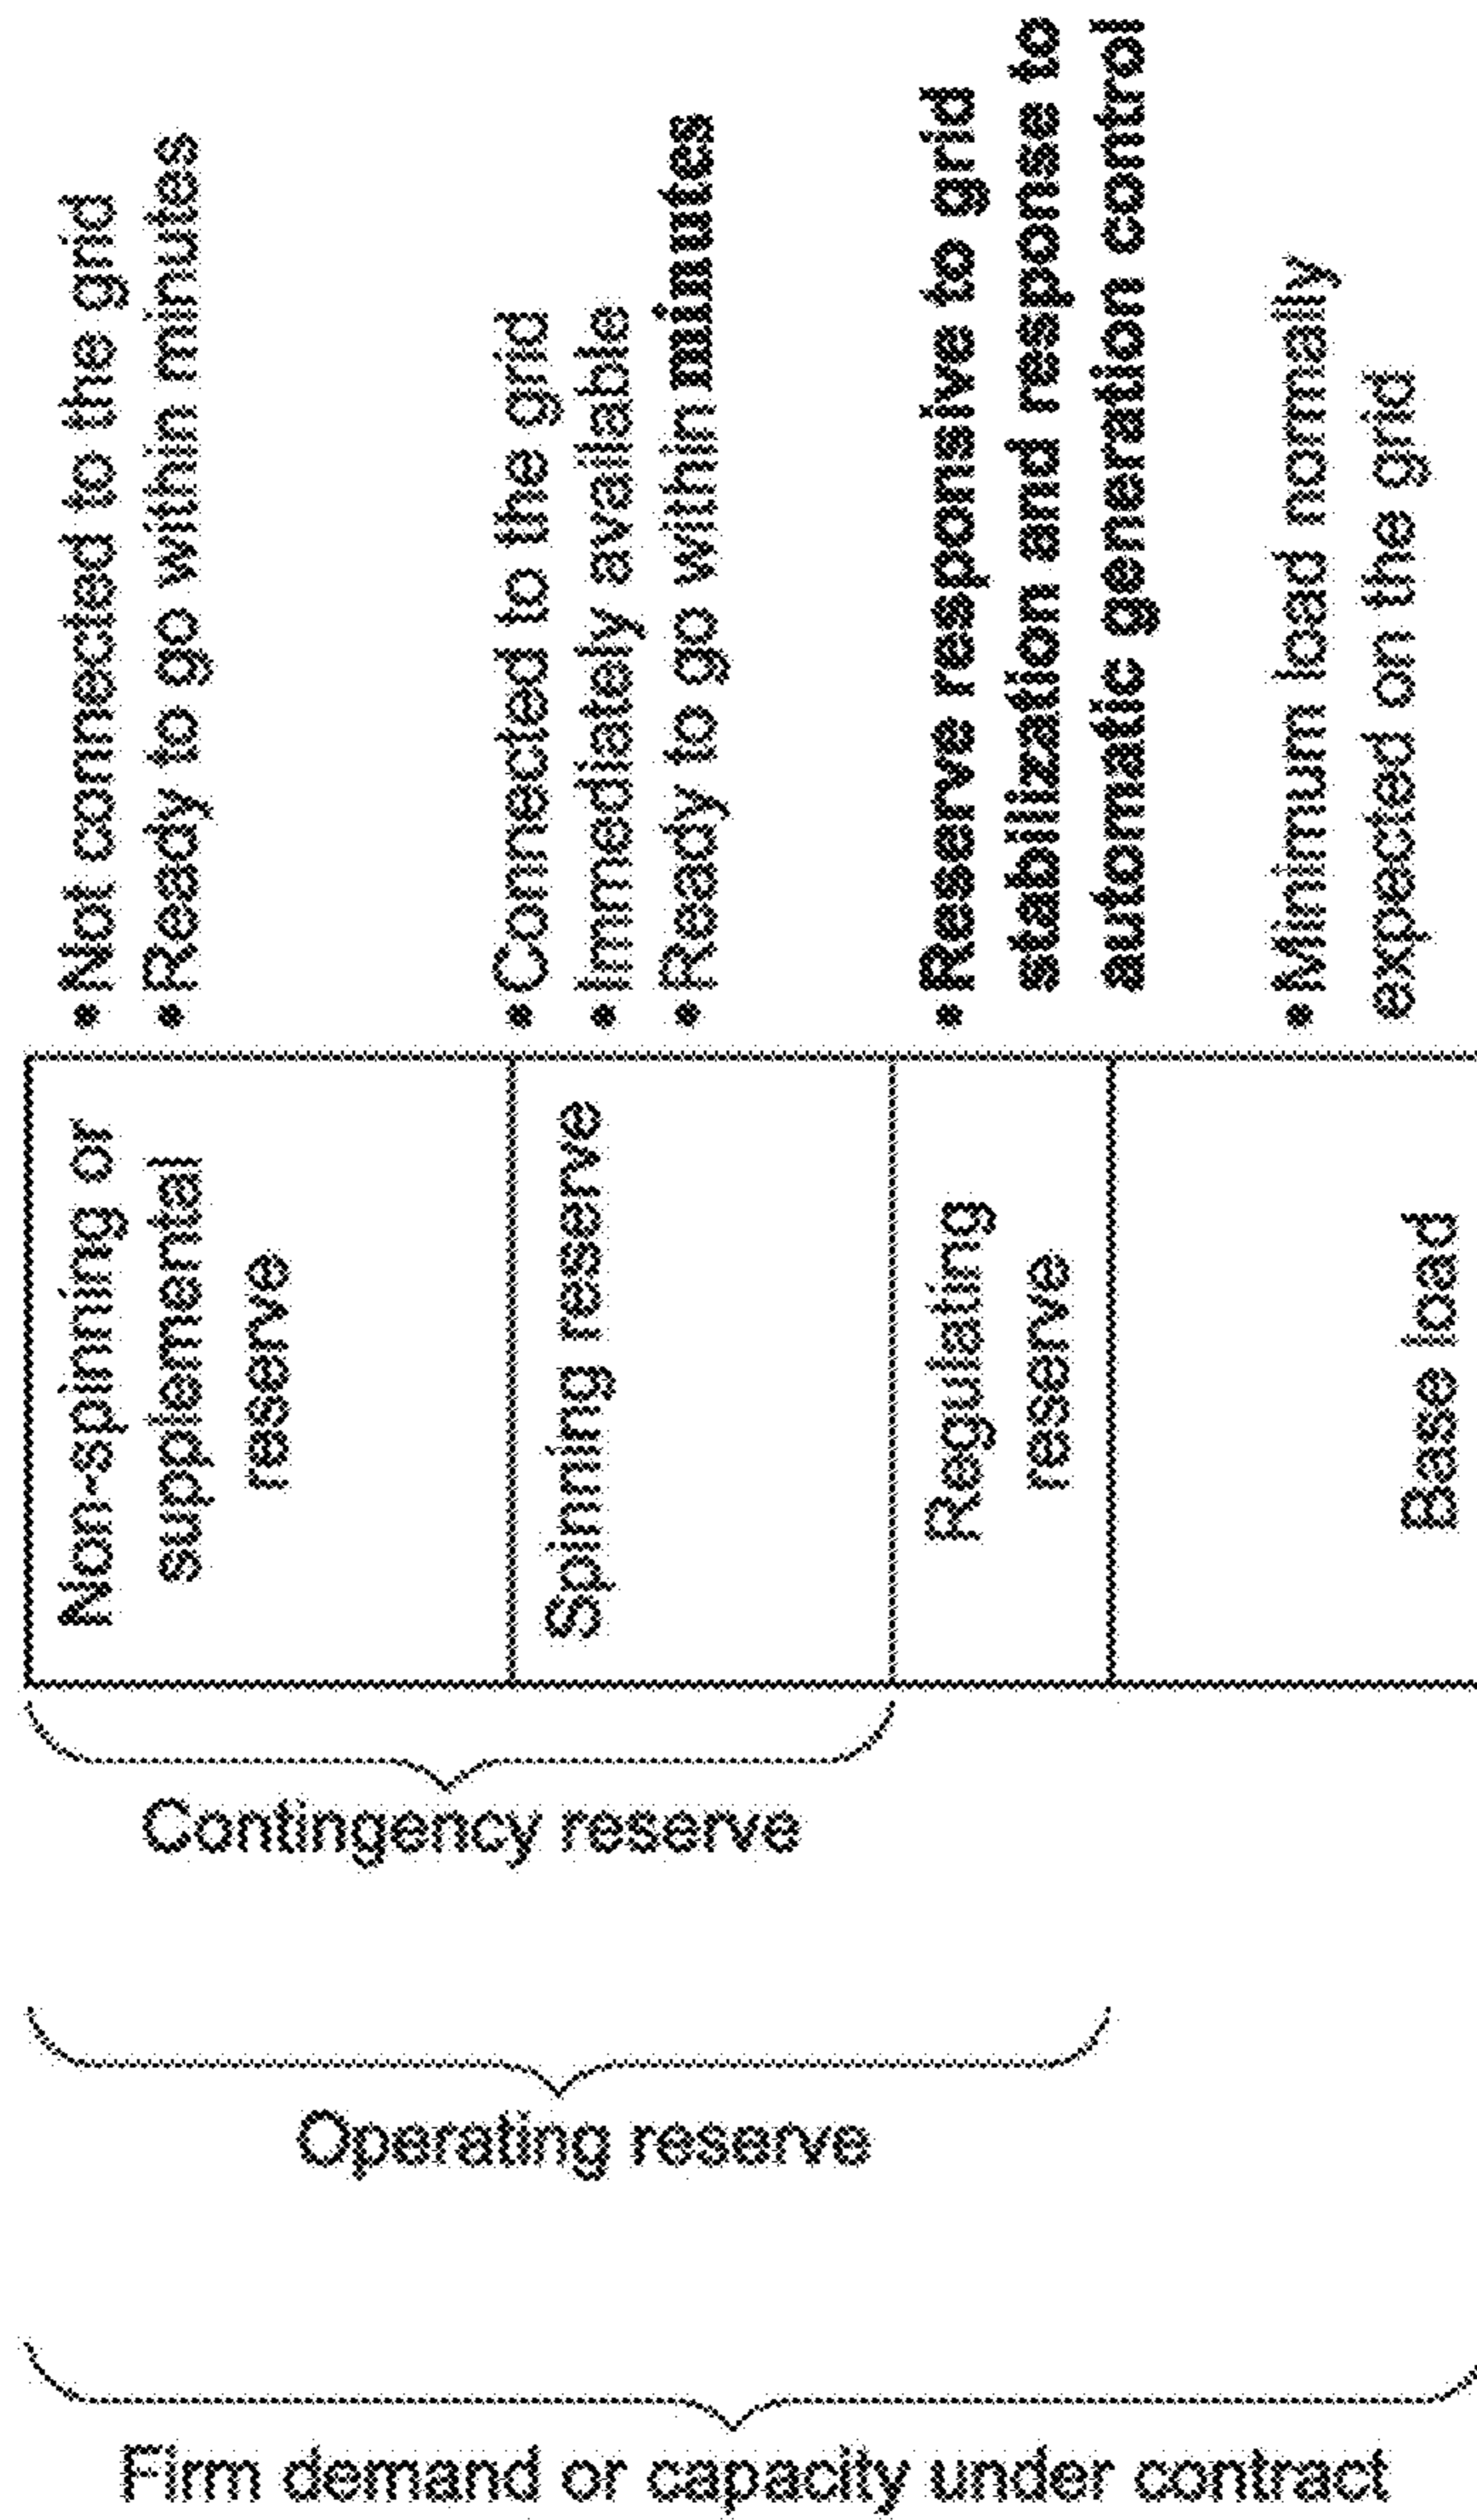 Non-spinning or
supplemental
reserve
• Not connected to the grid
• Ready to go within minutes
Spinning reserve
• Connected to the grid
• Immediately available
• Ready to go within minutes
Regulating
reserve
• Reserve responsive to grid
stabilization and response to
automatic generation control
Base load
• Minimum load normally
expected on the grid
Contingency reserve
Operating reserve
Firm demand or capacity under contract